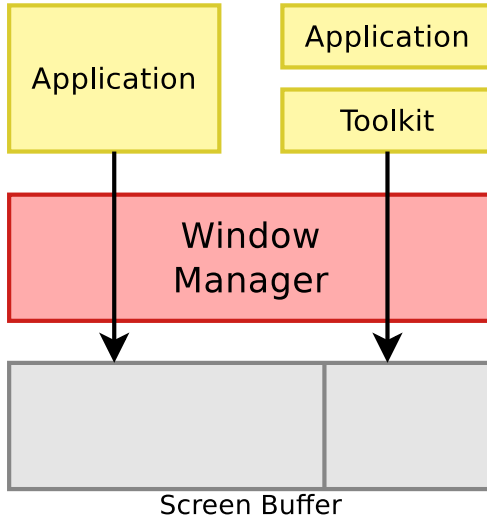 Application
Application
Toolkit
Window
Manager
Screen Buffer